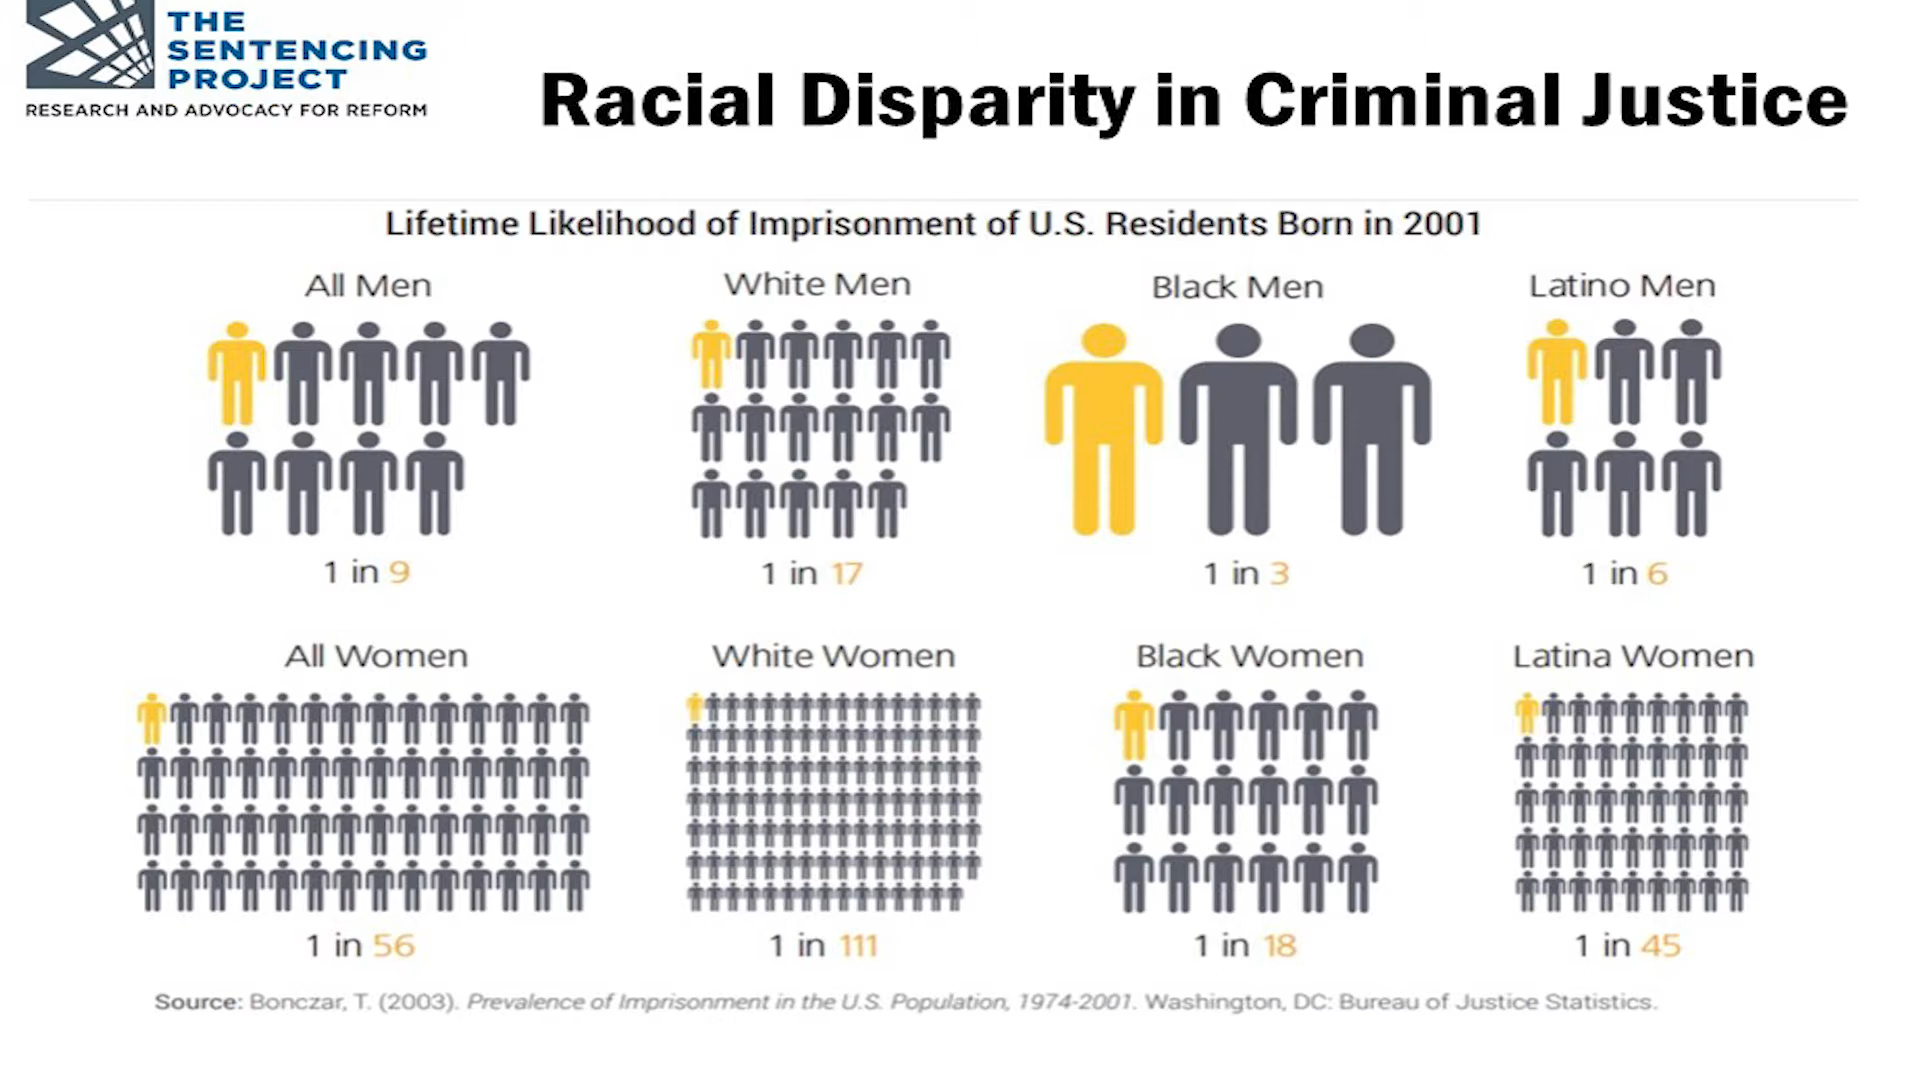 THE
SENTENCING
PROJECT
RESEARCH AND ADVOCACY FOR REFORM
Racial Disparity in Criminal Justice
Lifetime Likelihood of Imprisonment of U.S. Residents Born in 2001
All Men
White Men
Black Men
Latino Men
1 in 9
1 in 17
1 in 3
1 in 6
All Women
White Women
Black Women
Latina Women
1 in 56
1 in 111
1 in 18
1 in 45
Source: Bonczar, T. (2003). Prevalence of Imprisonment in the U.S. Population, 1974-2001. Washington, DC: Bureau of Justice Statistics.